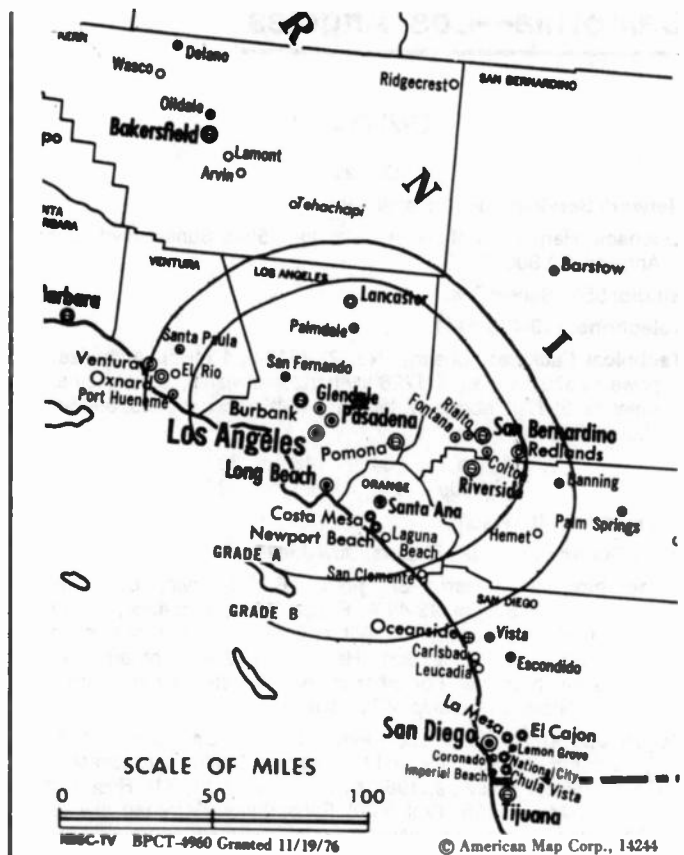 R
Delano
Wasco
Ridgecrest
SAN BERNARDINO
Oildale
Bakersfield
Lamont
Arvin
Tehachapi
N
VENTURA
LOS ANGELES
Barstow
I
Lancaster
Palmdale
Santa Paula
San Fernando
Ventura
El Rio
Oxnard
Port Hueneme
Glendale
Burbank
Pasadena
Los Angeles
Pomona
Fontana
Rialto
San Bernardino
Redlands
Colton
Riverside
Long Beach
ORANGE
Banning
Santa Ana
Palm Springs
Costa Mesa
Newport Beach
Laguna
Beach
Hemet
GRADE A
San Clemente
SAN DIEGO
GRADE B
Oceanside
Vista
Carlsbad
Leucadia
Escondido
La Mesa
El Cajon
San Diego
Lemon Grove
Coronado
National City
Imperial Beach
Chula Vista
Tijuana
SCALE OF MILES
0 50 100
BPCT-4960 Granted 11/19/76
© American Map Corp., 14244